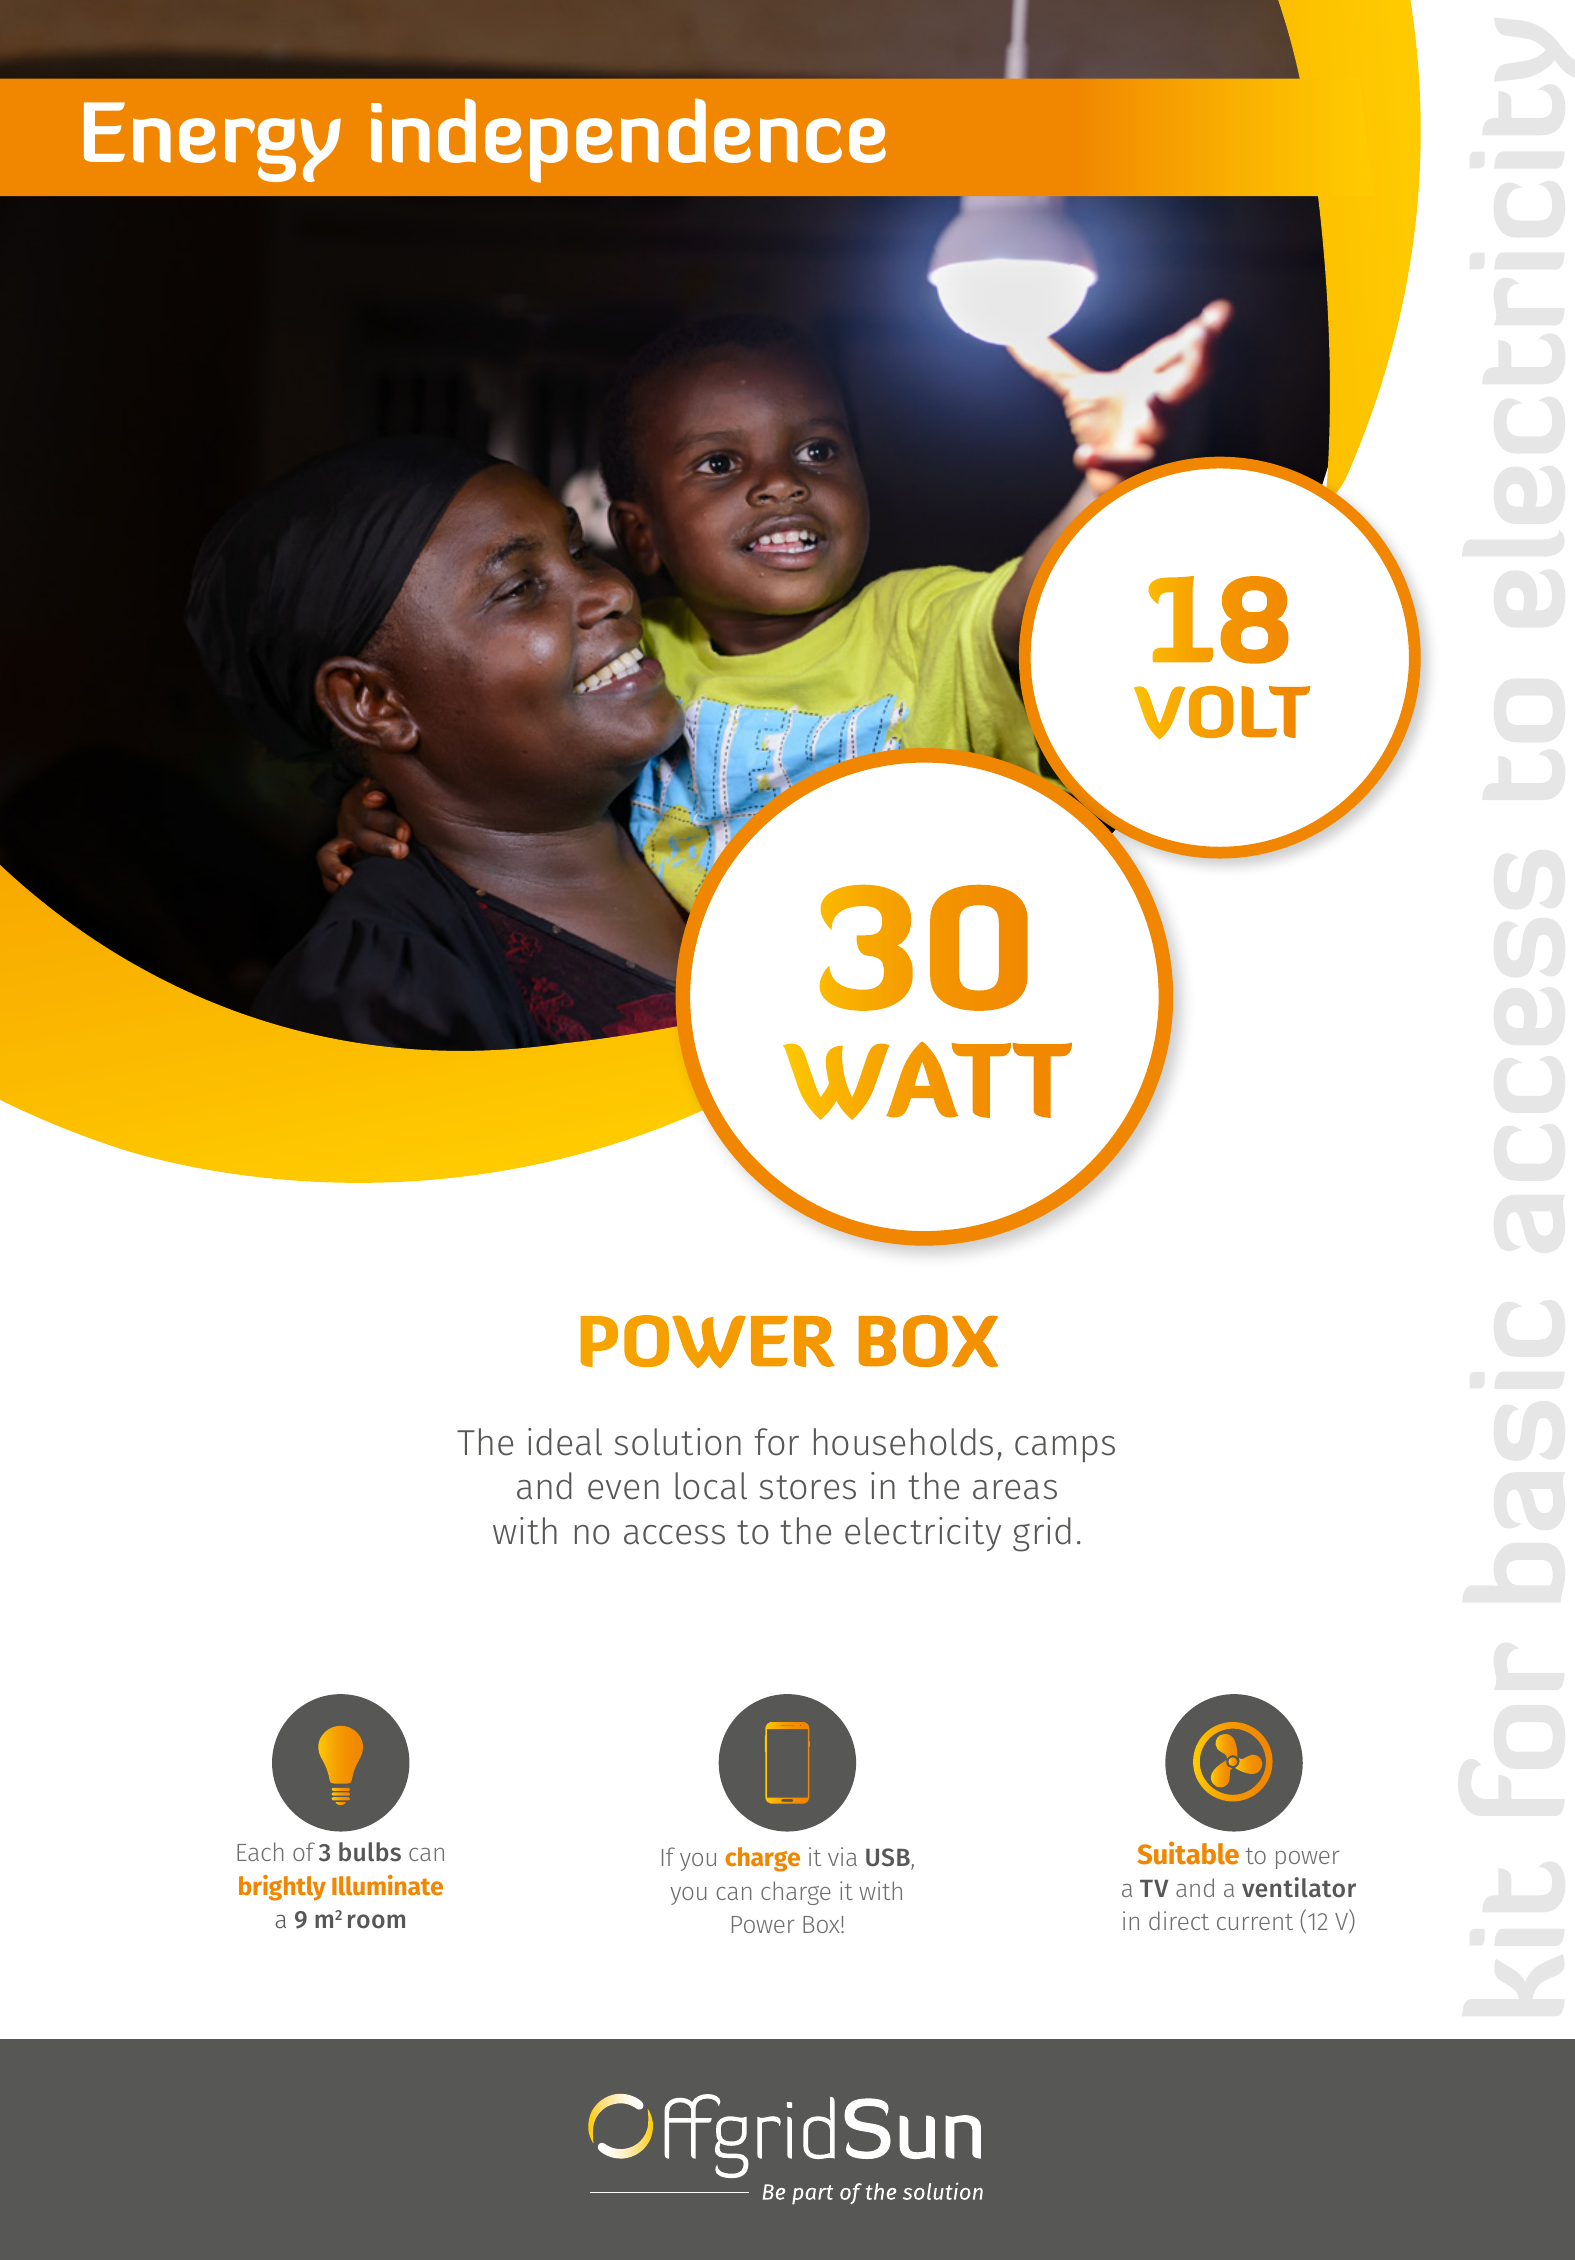 Energy independence
18
VOLT
30
WATT
POWER BOX
The ideal solution for households, camps
and even local stores in the areas
with no access to the electricity grid.
Each of 3 bulbs can
brightly Illuminate
a 9 m² room
If you charge it via USB,
you can charge it with
Power Box!
Suitable to power
a TV and a ventilator
in direct current (12 V)
kit for basic access to electricity
OffgridSun
Be part of the solution